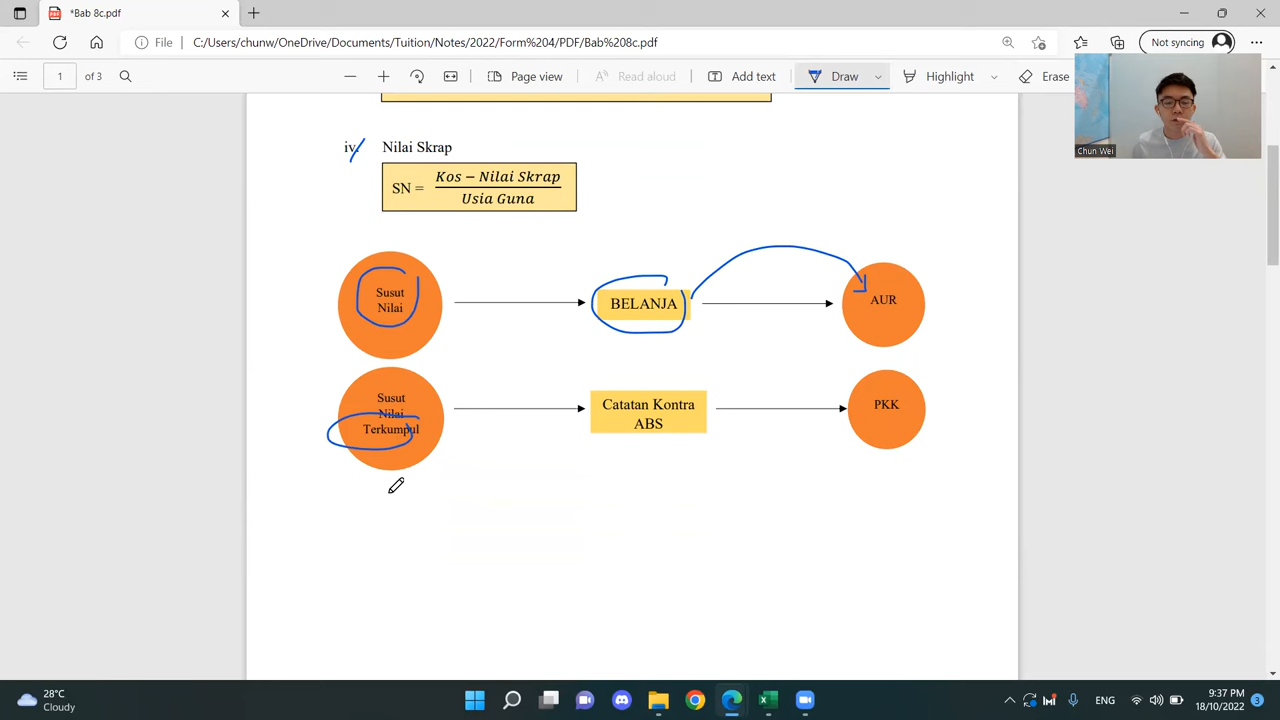 *Bab 8c.pdf
File
C:/Users/chunw/OneDrive/Documents/Tuition/Notes/2022/Form%204/PDF/Bab%208c.pdf
Not syncing
1
of 3
Page view
Read aloud
Add text
Draw
Highlight
Erase
Chun Wei
iv. Nilai Skrap
SN = Kos – Nilai Skrap
Usia Guna
Susut
Nilai
BELANJA
AUR
Susut
Nilai
Terkumpul
Catatan Kontra
ABS
PKK
28°C
Cloudy
ENG
9:37 PM
18/10/2022
3